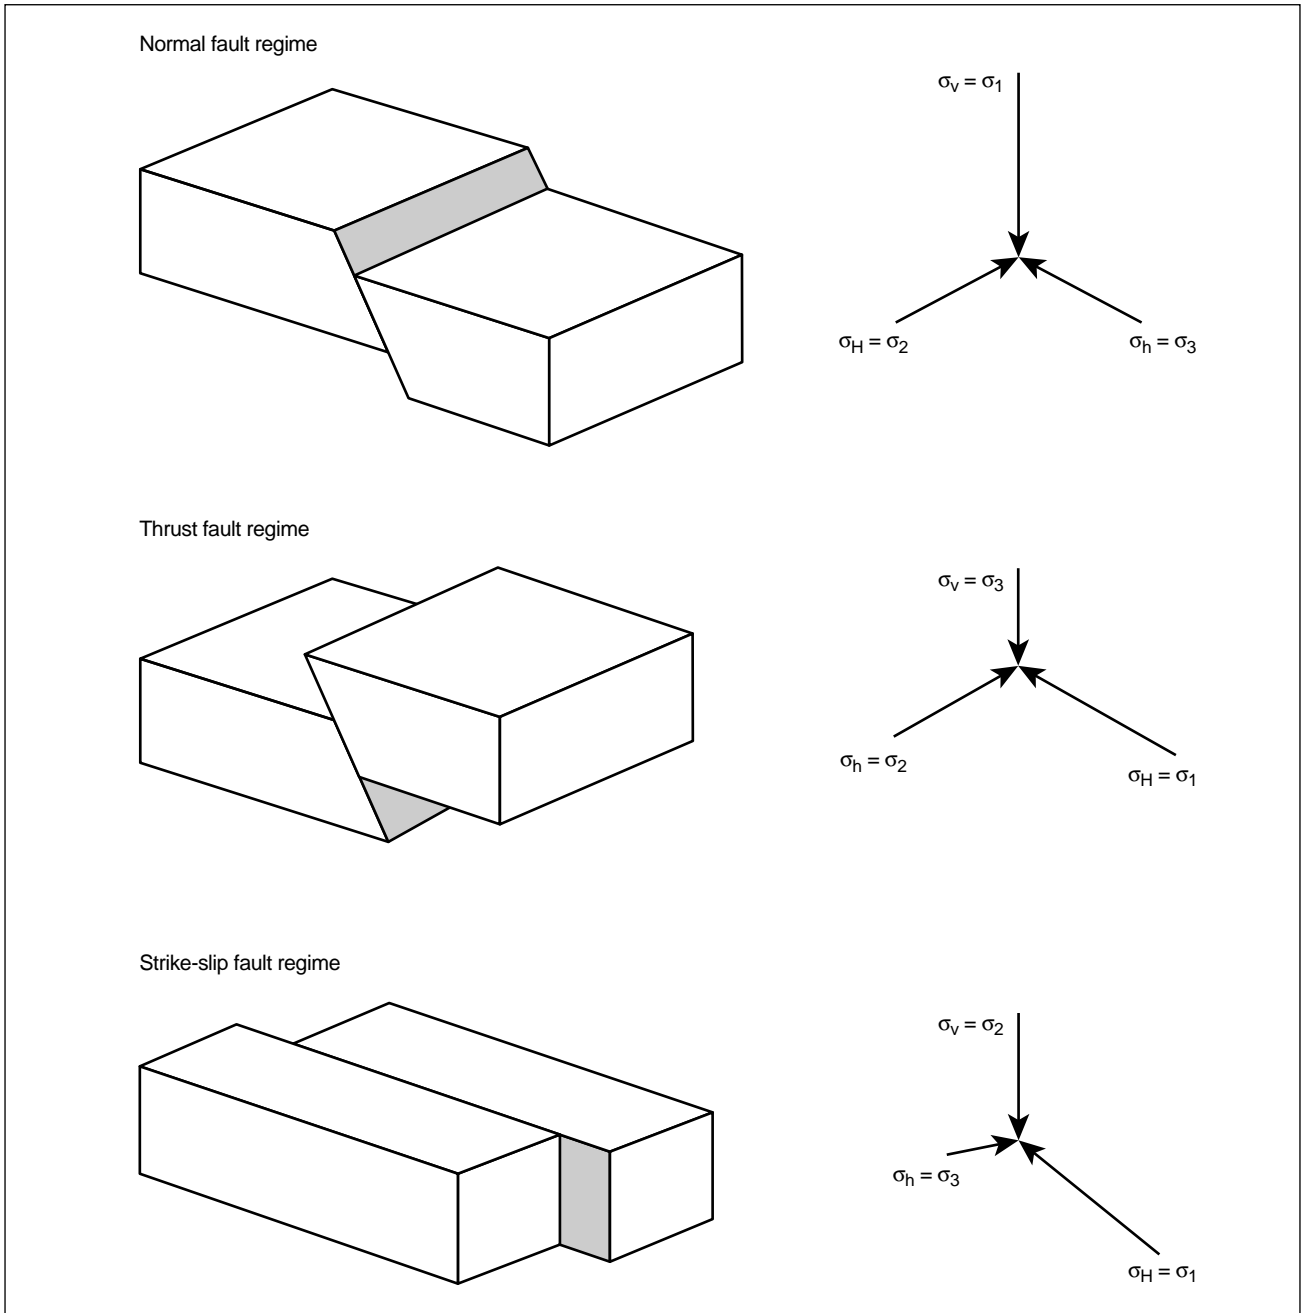 Normal fault regime
σv = σ1
σH = σ2
σh = σ3
Thrust fault regime
σv = σ3
σh = σ2
σH = σ1
Strike-slip fault regime
σv = σ2
σh = σ3
σH = σ1